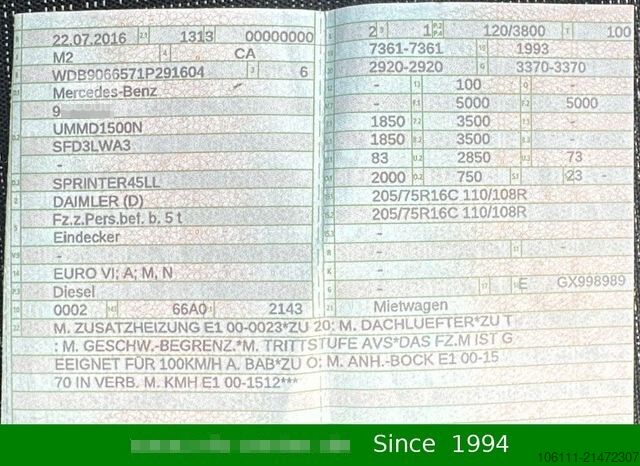 22.07.2016 2.1 1313 00000000
M2 4 CA
WDB9066571P291604 3 6
Mercedes-Benz -
9
UMMD1500N
SFD3LWA3
-
SPRINTER45LL
DAIMLER (D)
Fz.z.Pers.bef. b. 5 t
Eindecker
-
EURO VI; A; M, N
Diesel
0002 66A0 2143
2 1 120/3800 T 100
7361-7361 1993
2920-2920 3370-3370
- 100 -
- 5000 5000
1850 3500 -
1850 3500 -
83 2850 73
2000 750 23 -
205/75R16C 110/108R
205/75R16C 110/108R
-
-
- -
-
- E GX998989
Mietwagen
M. ZUSATZHEIZUNG E1 00-0023*ZU 20: M. DACHLUEFTER*ZU T
: M. GESCHW.-BEGRENZ.*M. TRITTSTUFE AVS*DAS FZ.M IST G
EEIGNET FÜR 100KM/H A. BAB*ZU O: M. ANH.-BOCK E1 00-15
70 IN VERB. M. KMH E1 00-1512***
Since 1994
106111-21472307